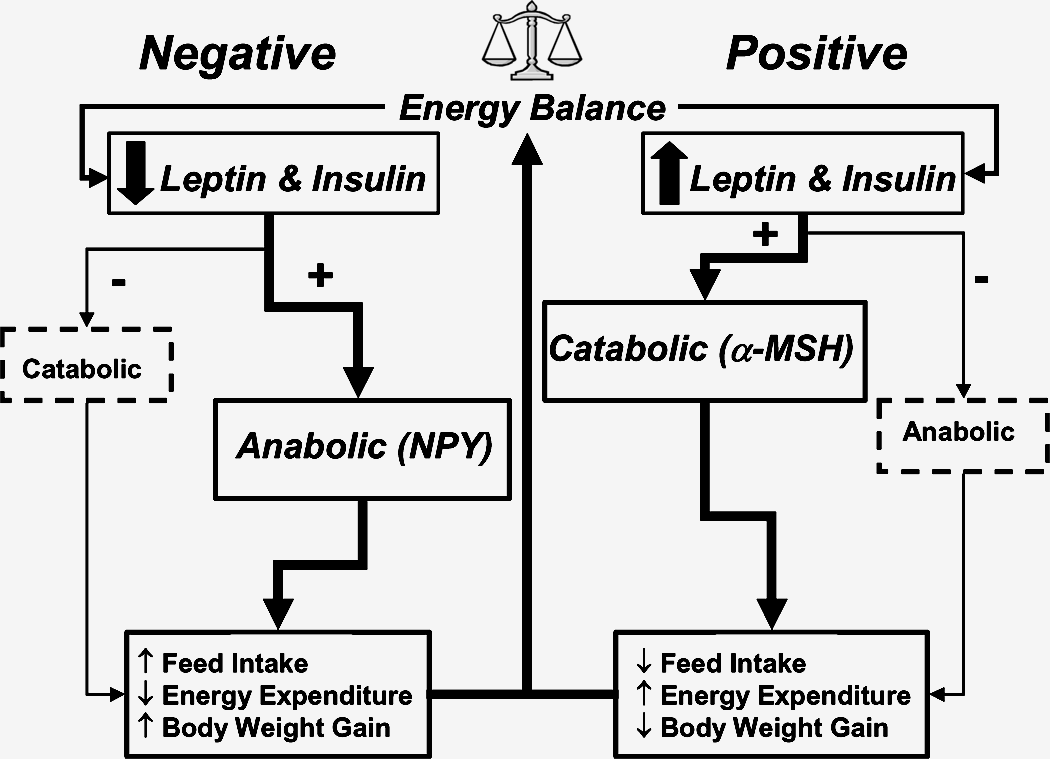 Negative
Positive
Energy Balance
Leptin & Insulin
Leptin & Insulin
-
+
+
-
Catabolic
Anabolic (NPY)
Catabolic (α-MSH)
Anabolic
↑ Feed Intake
↓ Energy Expenditure
↑ Body Weight Gain
↓ Feed Intake
↑ Energy Expenditure
↓ Body Weight Gain